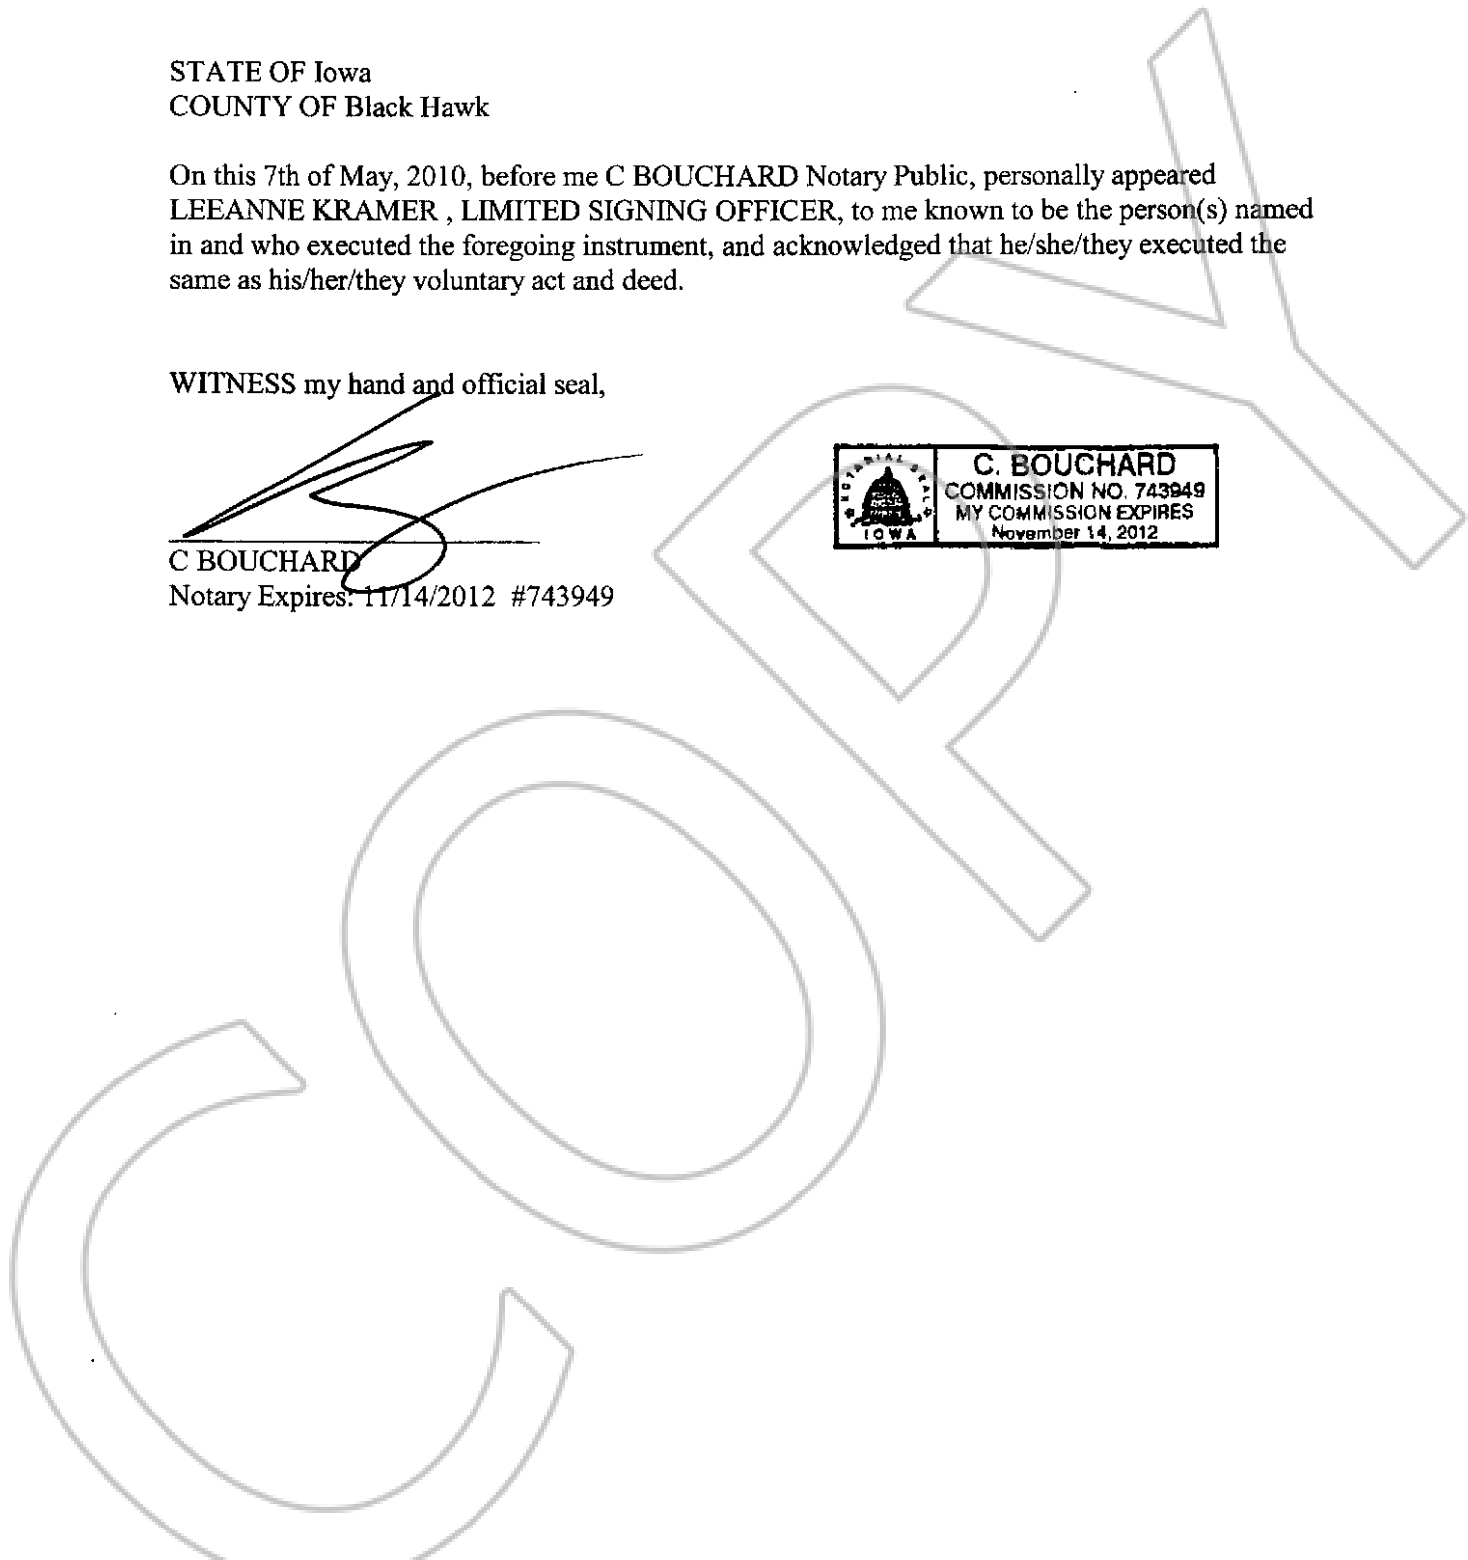 STATE OF Iowa
COUNTY OF Black Hawk
On this 7th of May, 2010, before me C BOUCHARD Notary Public, personally appeared
LEEANNE KRAMER , LIMITED SIGNING OFFICER, to me known to be the person(s) named
in and who executed the foregoing instrument, and acknowledged that he/she/they executed the
same as his/her/they voluntary act and deed.
WITNESS my hand and official seal,
C BOUCHARD
Notary Expires: 11/14/2012 #743949
NOTARIAL SEAL
IOWA
C. BOUCHARD
COMMISSION NO. 743949
MY COMMISSION EXPIRES
November 14, 2012
COPY